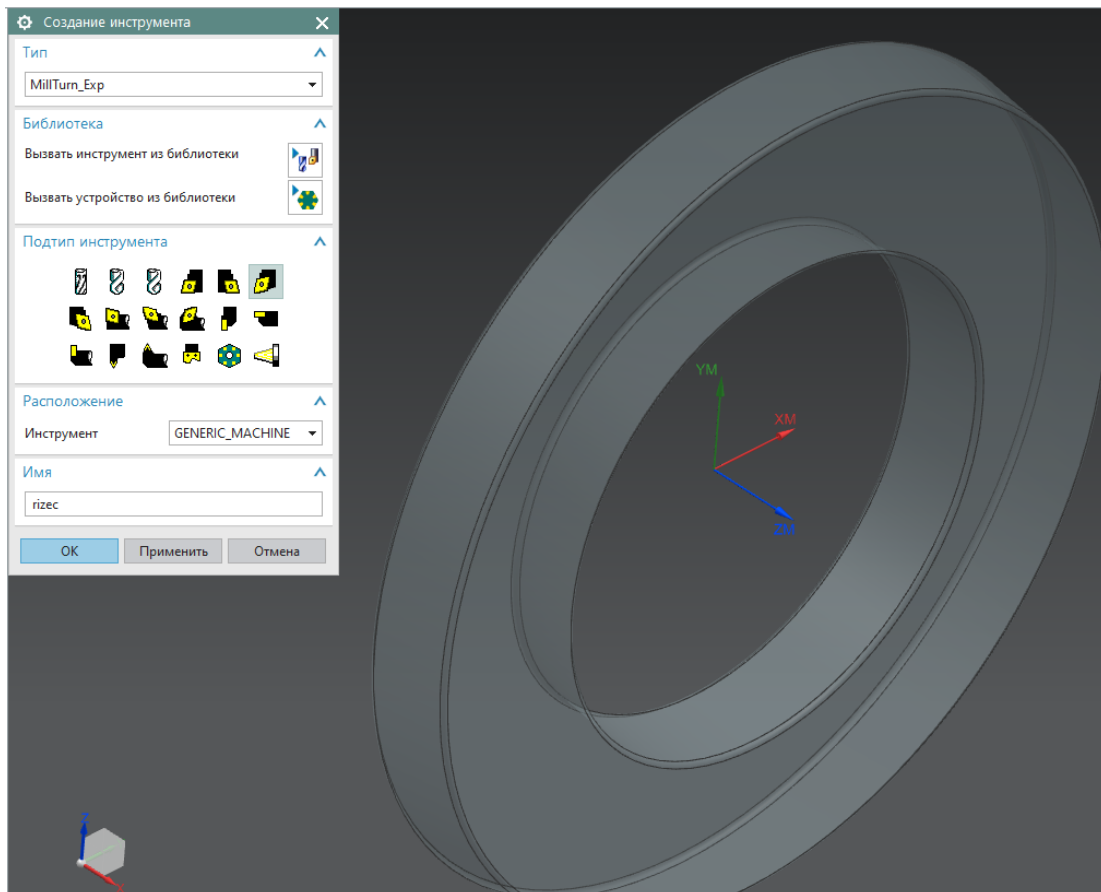 Создание инструмента
Тип
MillTurn_Exp
Библиотека
Вызвать инструмент из библиотеки
Вызвать устройство из библиотеки
Подтип инструмента
Расположение
Инструмент GENERIC_MACHINE
Имя
rizec
OK Применить Отмена
YM
XM
ZM
Z